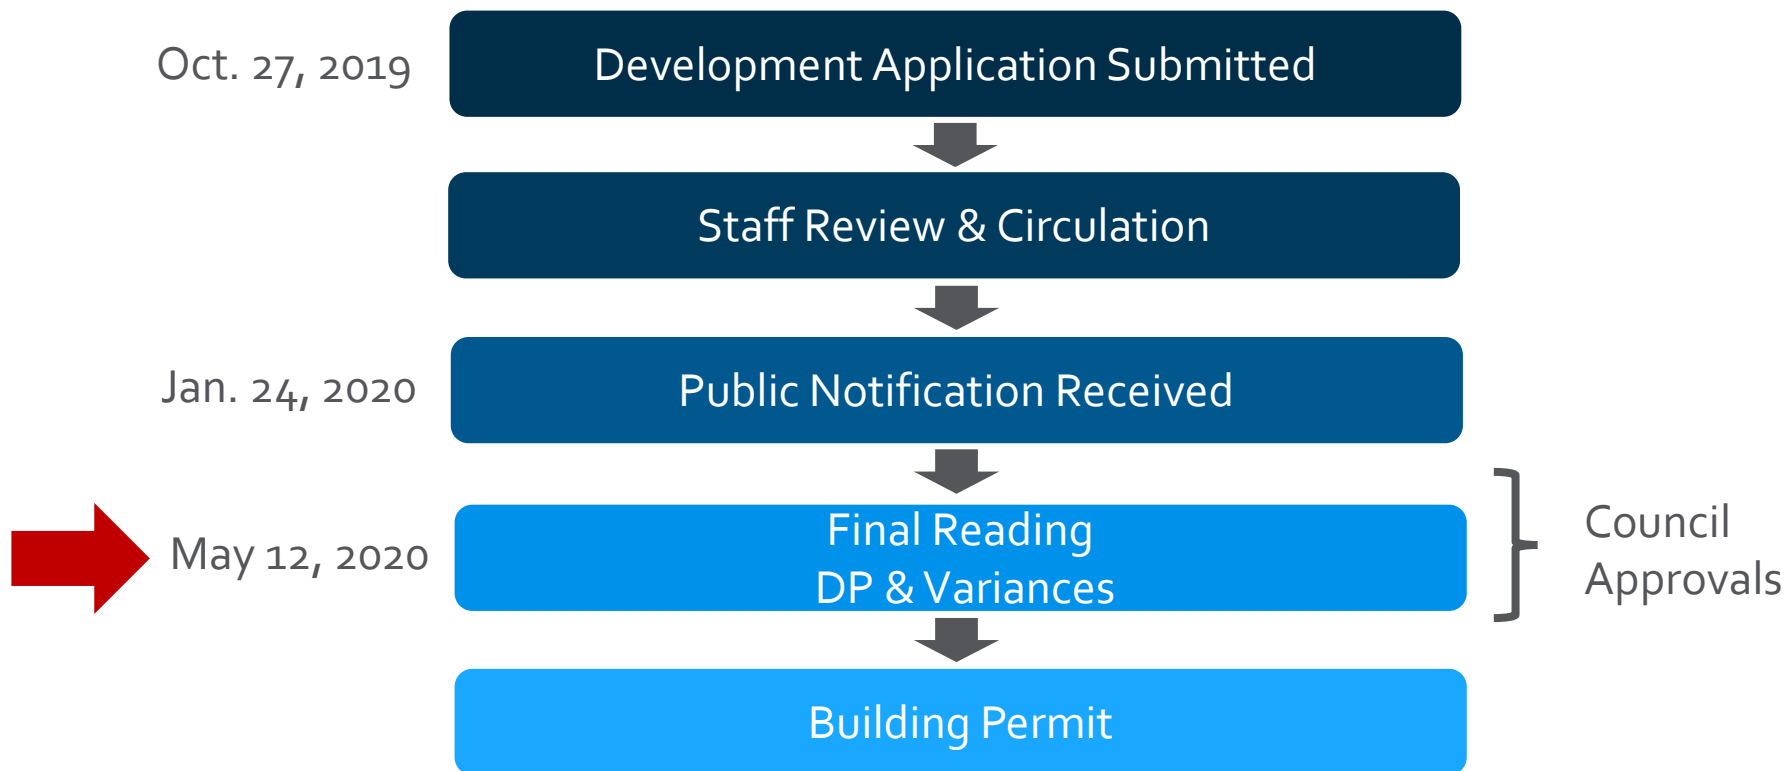 Oct. 27, 2019
Development Application Submitted
Staff Review & Circulation
Jan. 24, 2020
Public Notification Received
May 12, 2020
Final Reading
DP & Variances
Council
Approvals
Building Permit